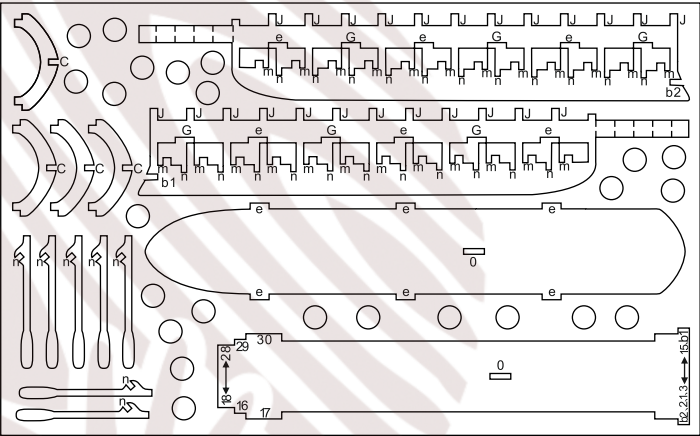 J J J J J J J J J J J J
e G e G e G
C
m n m n m n m n m n m n m n m n m n m n m n
b2
J J J J J J J J J J J J
G e G e G e
m n m n m n m n m n m n m n m n m n m n m n
C C C
b1
e e e
n n n n n
0
e e e
30
29
28
15.b1
0
n
18
16
17
b2.2.1.3
n